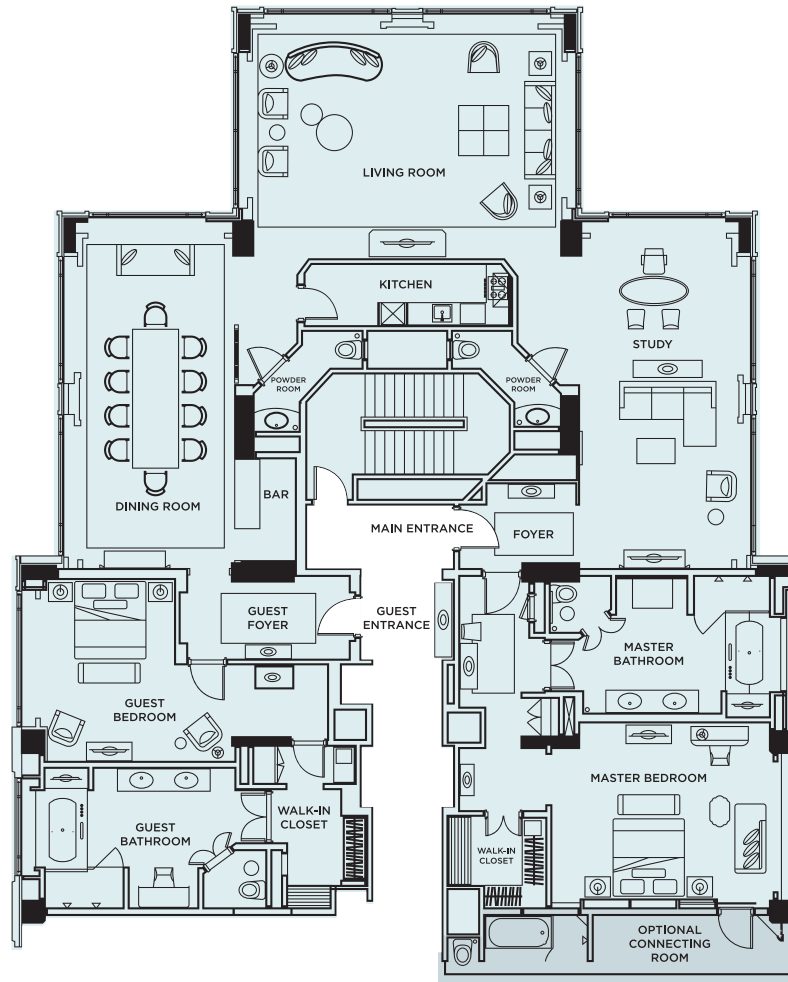 LIVING ROOM
KITCHEN
STUDY
POWDER
ROOM
POWDER
ROOM
BAR
DINING ROOM
MAIN ENTRANCE
FOYER
GUEST
FOYER
GUEST
ENTRANCE
MASTER
BATHROOM
GUEST
BEDROOM
MASTER BEDROOM
WALK-IN
CLOSET
GUEST
BATHROOM
WALK-IN
CLOSET
OPTIONAL
CONNECTING
ROOM